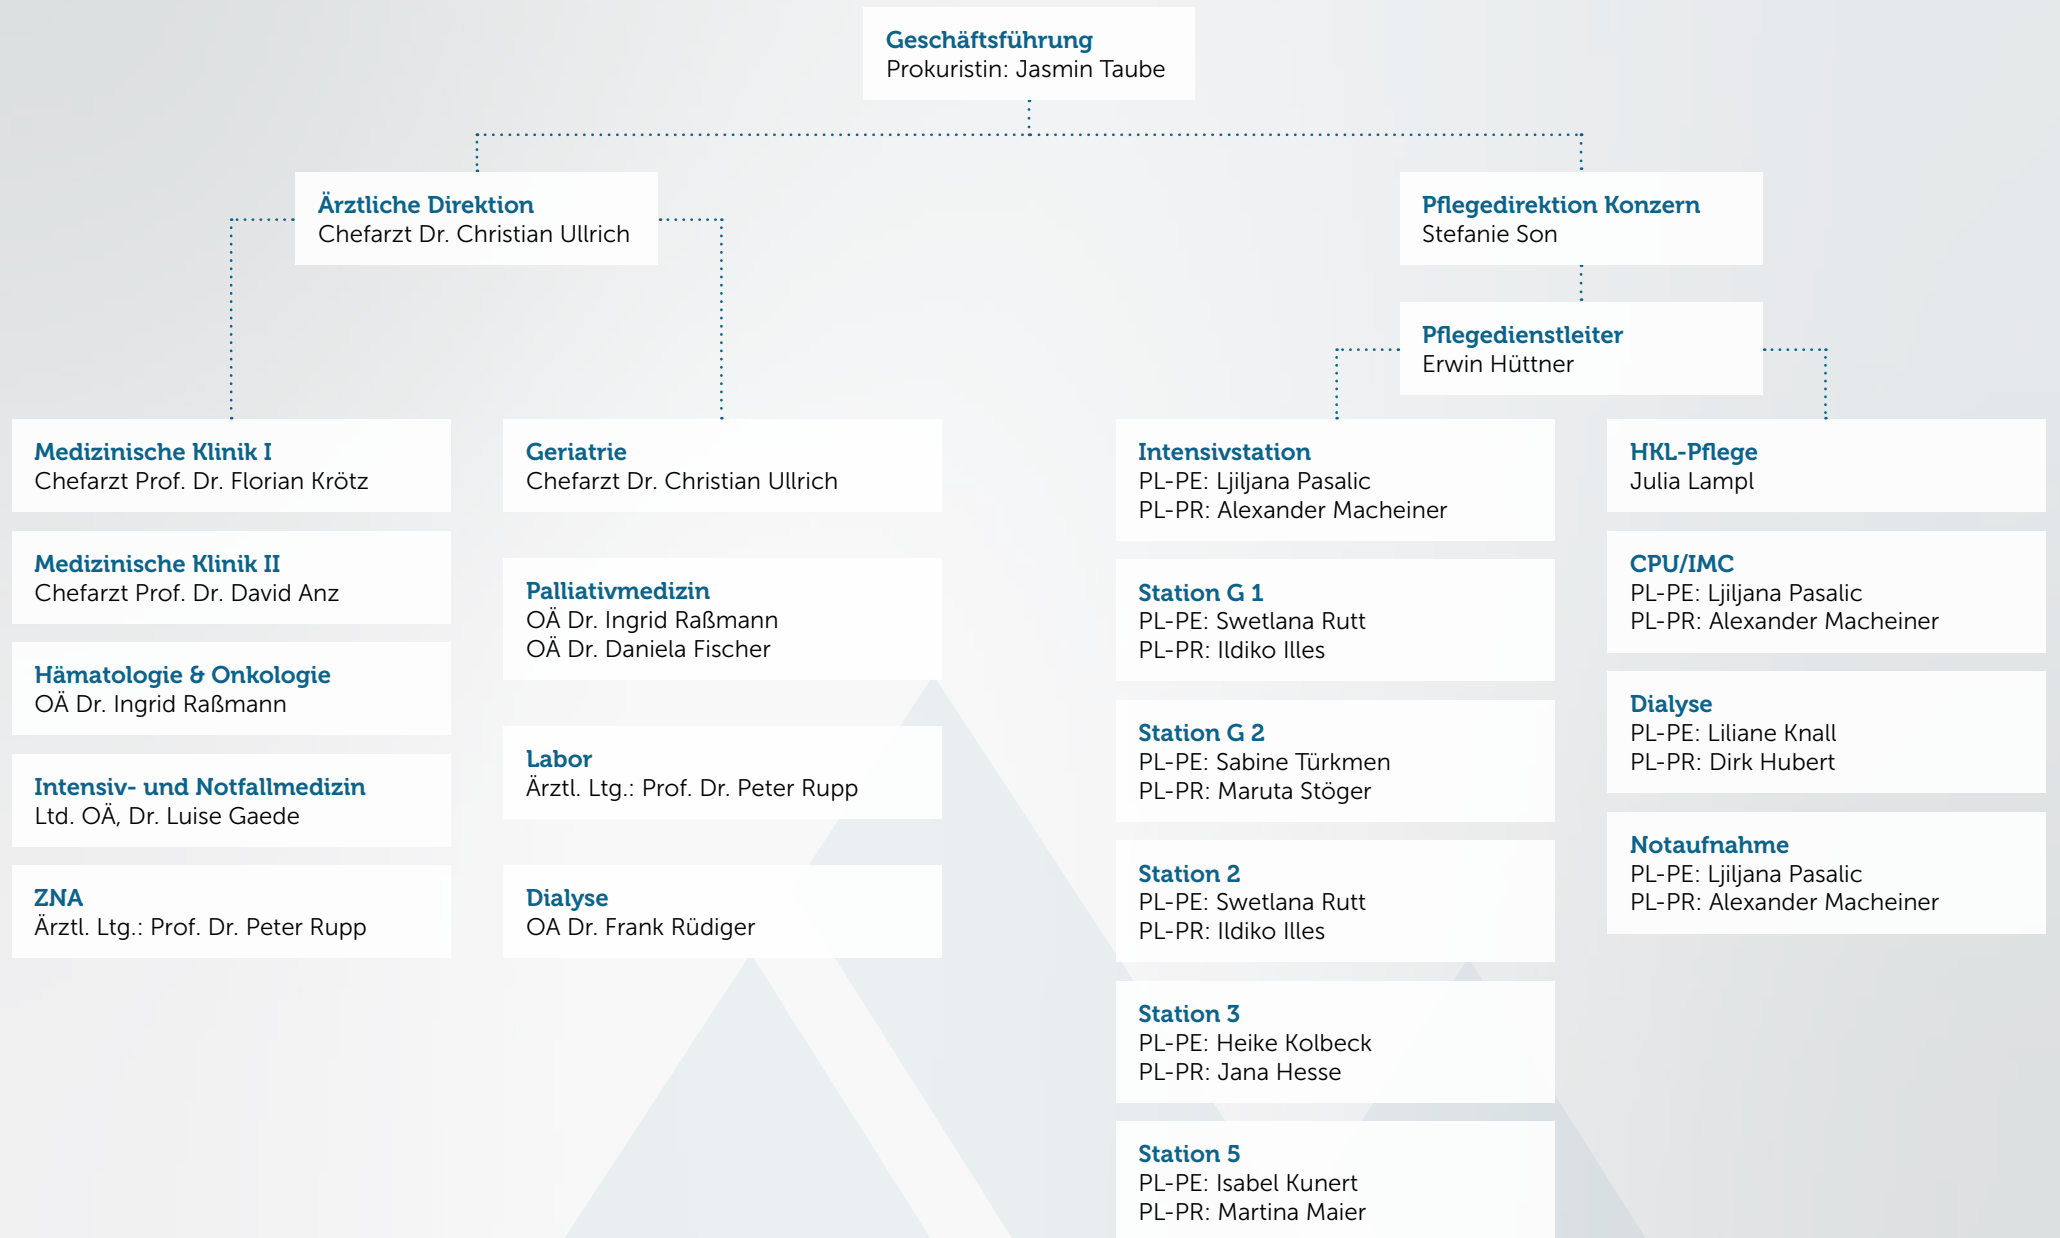 Geschäftsführung
Prokuristin: Jasmin Taube
Ärztliche Direktion
Chefarzt Dr. Christian Ullrich
Pflegedirektion Konzern
Stefanie Son
Pflegedienstleiter
Erwin Hüttner
Medizinische Klinik I
Chefarzt Prof. Dr. Florian Krötz
Medizinische Klinik II
Chefarzt Prof. Dr. David Anz
Hämatologie & Onkologie
OÄ Dr. Ingrid Raßmann
Intensiv- und Notfallmedizin
Ltd. OÄ, Dr. Luise Gaede
ZNA
Ärztl. Ltg.: Prof. Dr. Peter Rupp
Geriatrie
Chefarzt Dr. Christian Ullrich
Palliativmedizin
OÄ Dr. Ingrid Raßmann
OÄ Dr. Daniela Fischer
Labor
Ärztl. Ltg.: Prof. Dr. Peter Rupp
Dialyse
OA Dr. Frank Rüdiger
Intensivstation
PL-PE: Ljiljana Pasalic
PL-PR: Alexander Macheiner
Station G 1
PL-PE: Swetlana Rutt
PL-PR: Ildiko Illes
Station G 2
PL-PE: Sabine Türkmen
PL-PR: Maruta Stöger
Station 2
PL-PE: Swetlana Rutt
PL-PR: Ildiko Illes
Station 3
PL-PE: Heike Kolbeck
PL-PR: Jana Hesse
Station 5
PL-PE: Isabel Kunert
PL-PR: Martina Maier
HKL-Pflege
Julia Lampl
CPU/IMC
PL-PE: Ljiljana Pasalic
PL-PR: Alexander Macheiner
Dialyse
PL-PE: Liliane Knall
PL-PR: Dirk Hubert
Notaufnahme
PL-PE: Ljiljana Pasalic
PL-PR: Alexander Macheiner